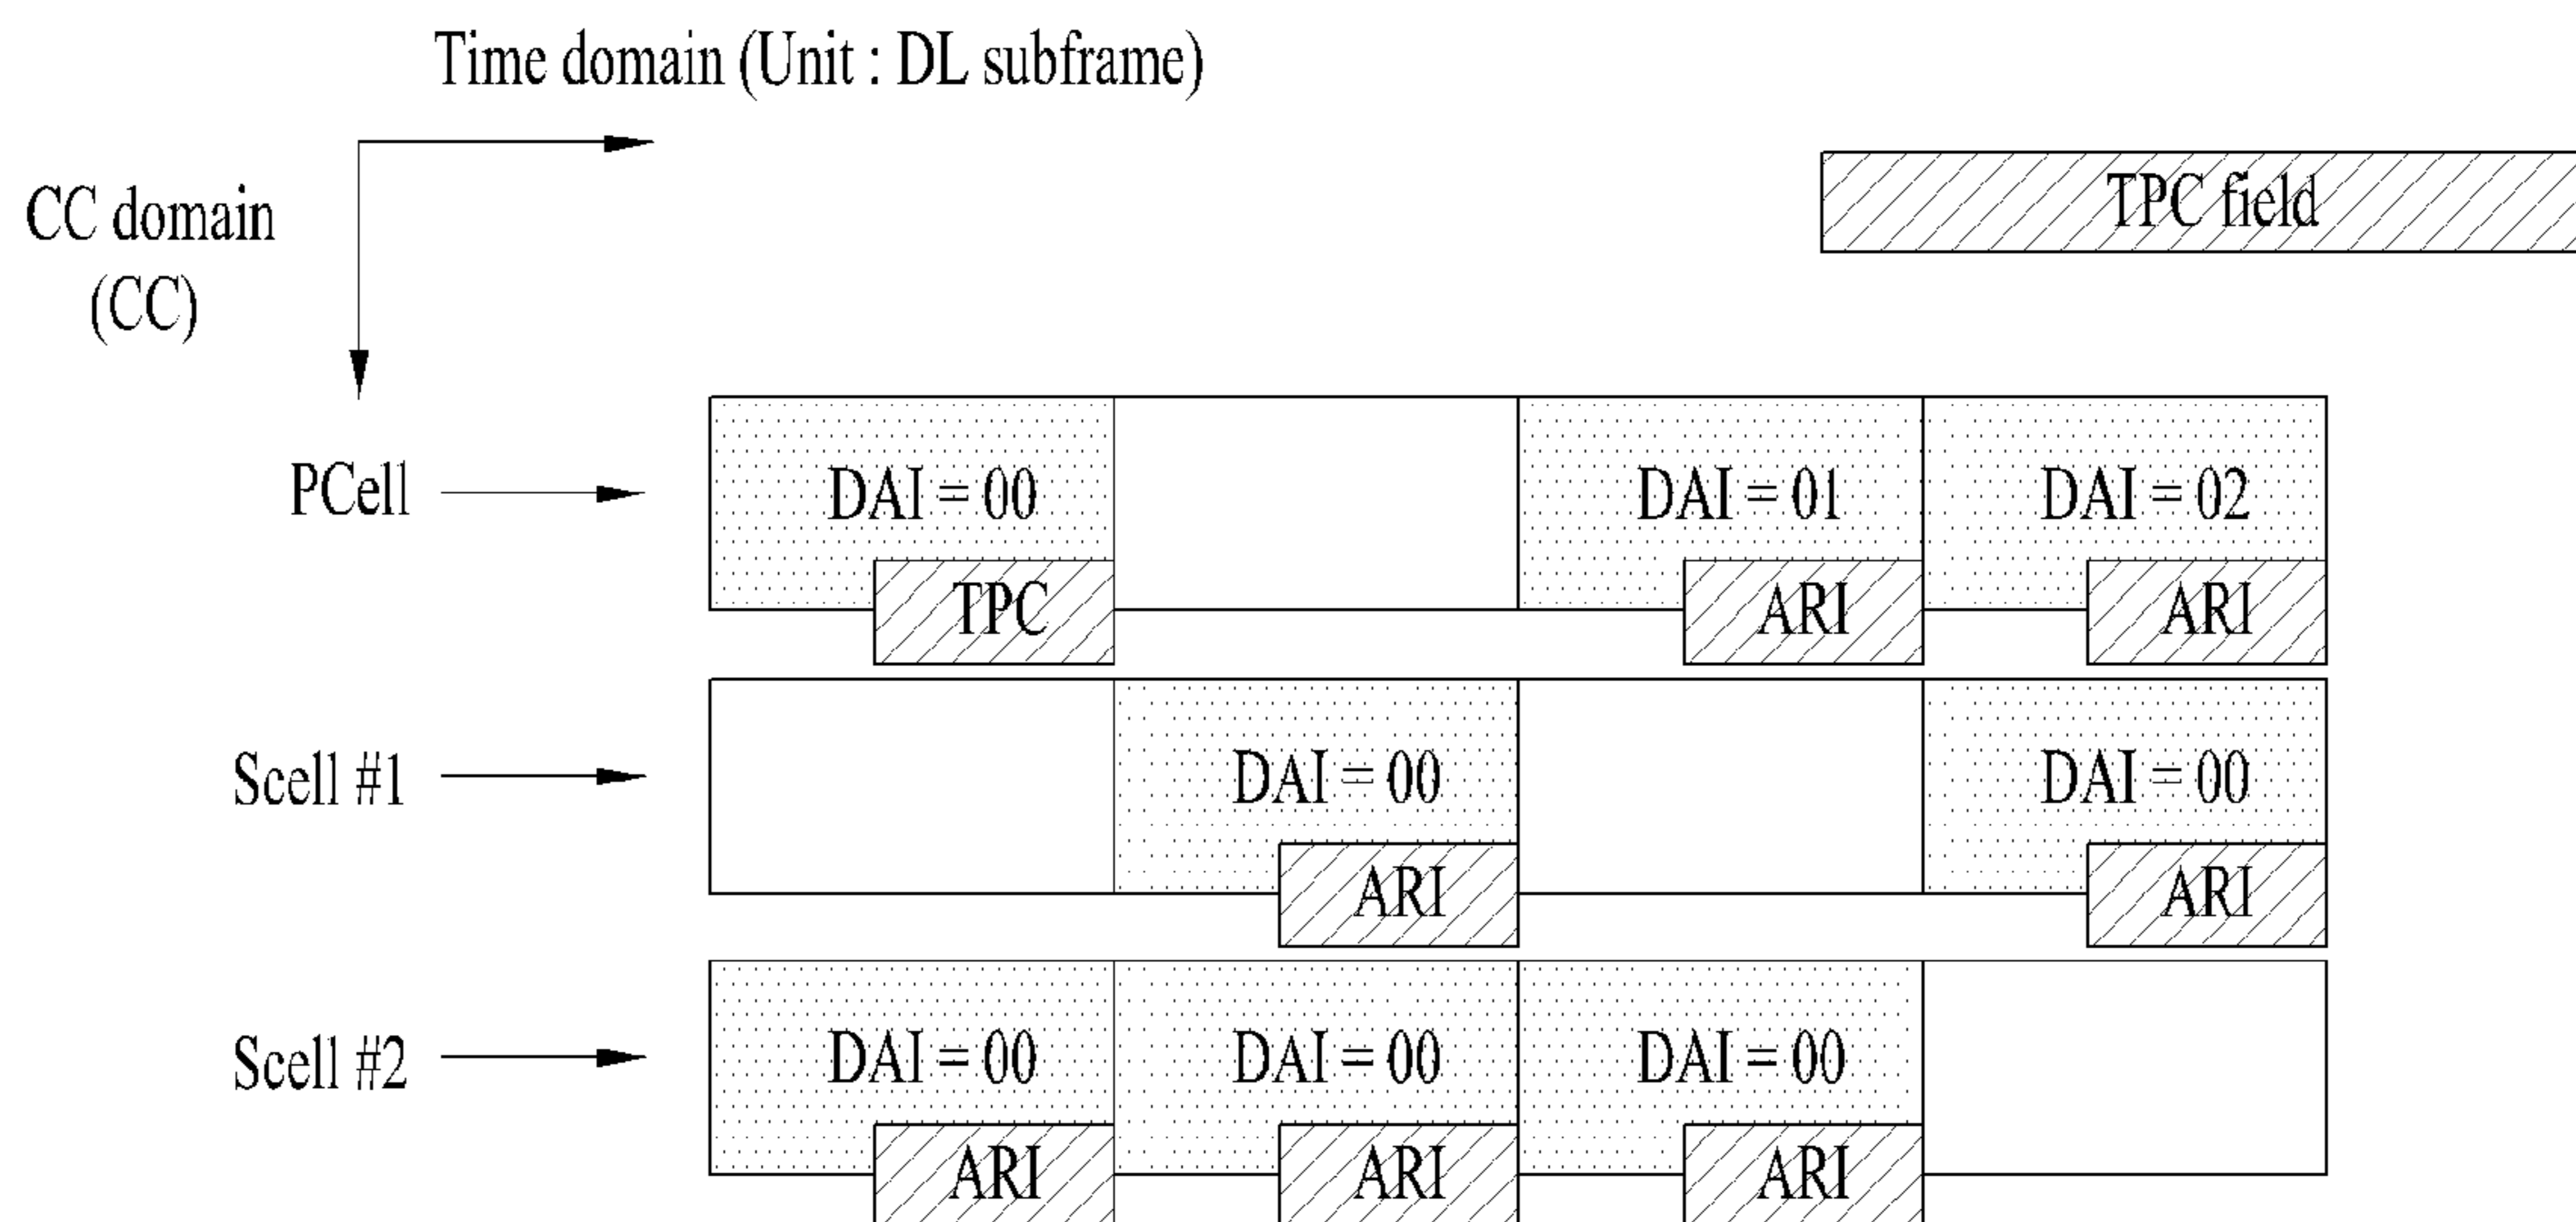 Time domain (Unit : DL subframe)
TPC field
CC domain
(CC)
PCell
DAI = 00
DAI = 01
DAI = 02
TPC
ARI
ARI
Scell #1
DAI = 00
DAI = 00
ARI
ARI
Scell #2
DAI = 00
DAI = 00
DAI = 00
ARI
ARI
ARI